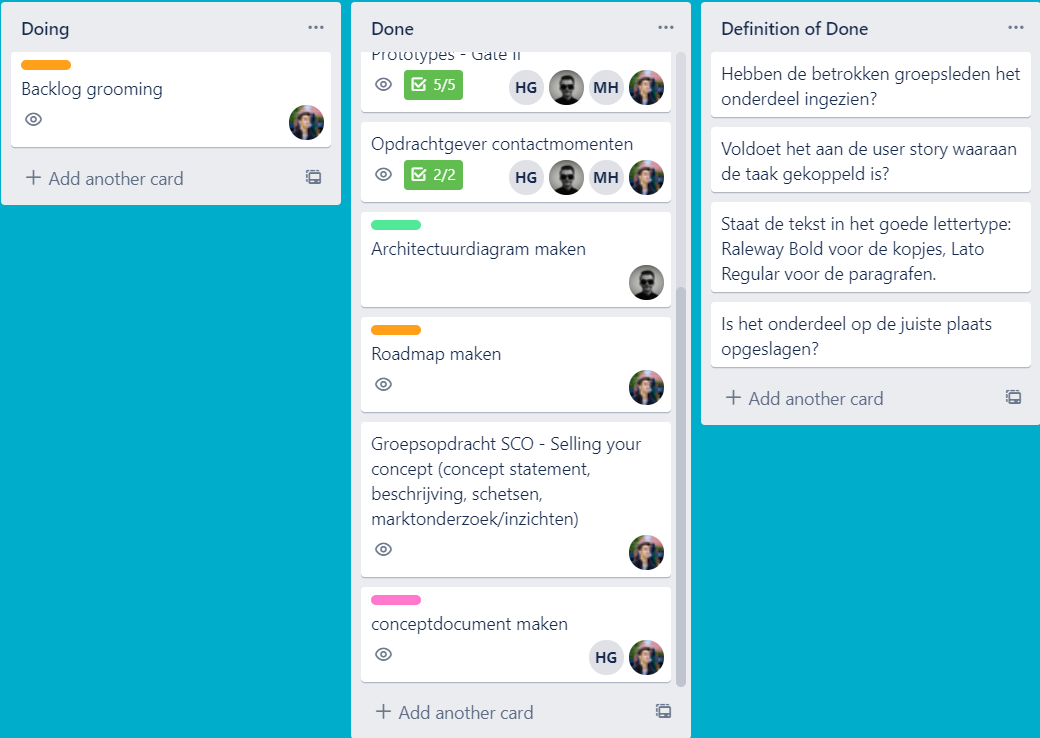 Doing
Backlog grooming
Add another card
Done
Prototypes - Gate II
5/5
HG
MH
Opdrachtgever contactmomenten
2/2
HG
MH
Architectuurdiagram maken
Roadmap maken
Groepsopdracht SCO - Selling your
concept (concept statement,
beschrijving, schetsen,
marktonderzoek/inzichten)
conceptdocument maken
HG
Add another card
Definition of Done
Hebben de betrokken groepsleden het
onderdeel ingezien?
Voldoet het aan de user story waaraan
de taak gekoppeld is?
Staat de tekst in het goede lettertype:
Raleway Bold voor de kopjes, Lato
Regular voor de paragrafen.
Is het onderdeel op de juiste plaats
opgeslagen?
Add another card